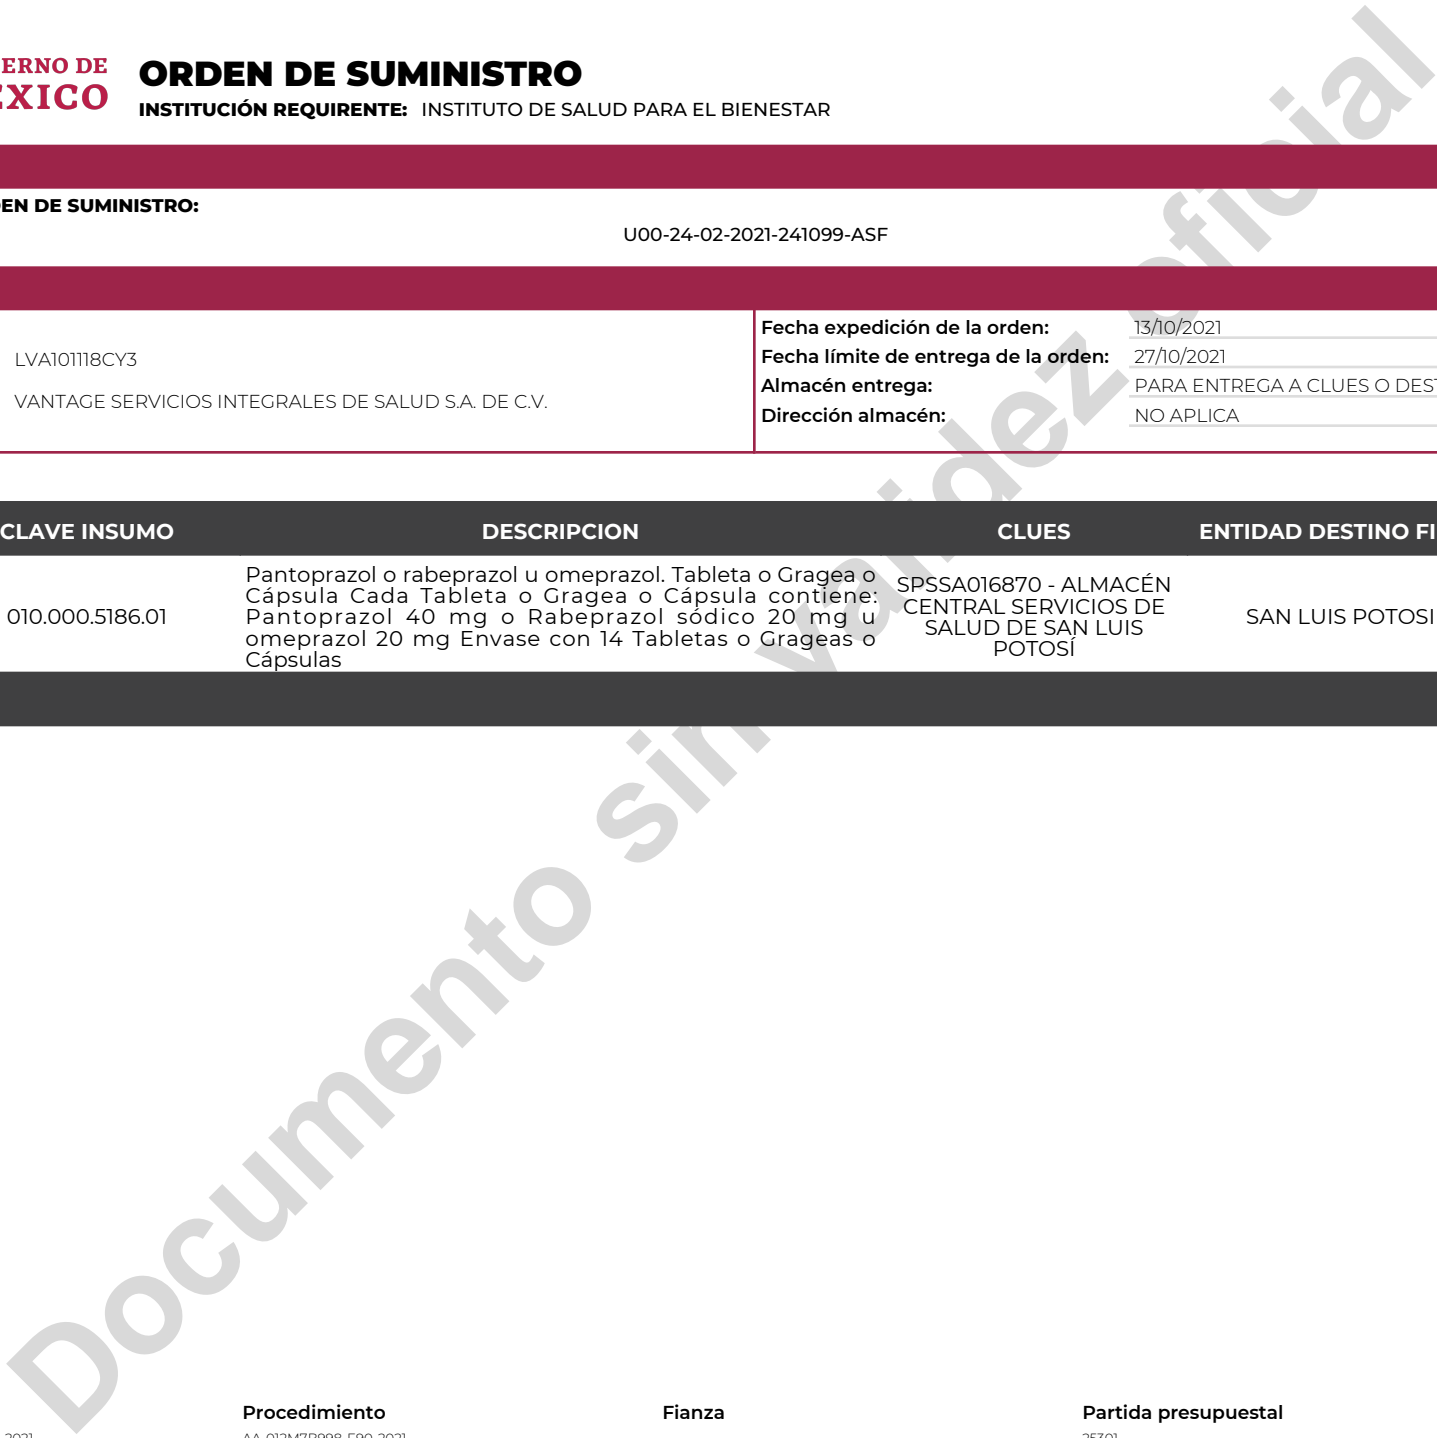 ERNO DE
EXICO
ORDEN DE SUMINISTRO
INSTITUCIÓN REQUIRENTE: INSTITUTO DE SALUD PARA EL BIENESTAR
EN DE SUMINISTRO:
U00-24-02-2021-241099-ASF
LVA101118CY3
VANTAGE SERVICIOS INTEGRALES DE SALUD S.A. DE C.V.
Fecha expedición de la orden: 13/10/2021
Fecha límite de entrega de la orden: 27/10/2021
Almacén entrega: PARA ENTREGA A CLUES O DEST
Dirección almacén: NO APLICA
CLAVE INSUMO DESCRIPCION CLUES ENTIDAD DESTINO FI
010.000.5186.01
Pantoprazol o rabeprazol u omeprazol. Tableta o Gragea o
Cápsula Cada Tableta o Gragea o Cápsula contiene:
Pantoprazol 40 mg o Rabeprazol sódico 20 mg u
omeprazol 20 mg Envase con 14 Tabletas o Grageas o
Cápsulas
SPSSA016870 - ALMACÉN
CENTRAL SERVICIOS DE
SALUD DE SAN LUIS
POTOSÍ
SAN LUIS POTOSI
Documento sin validez oficial
Procedimiento Fianza Partida presupuestal